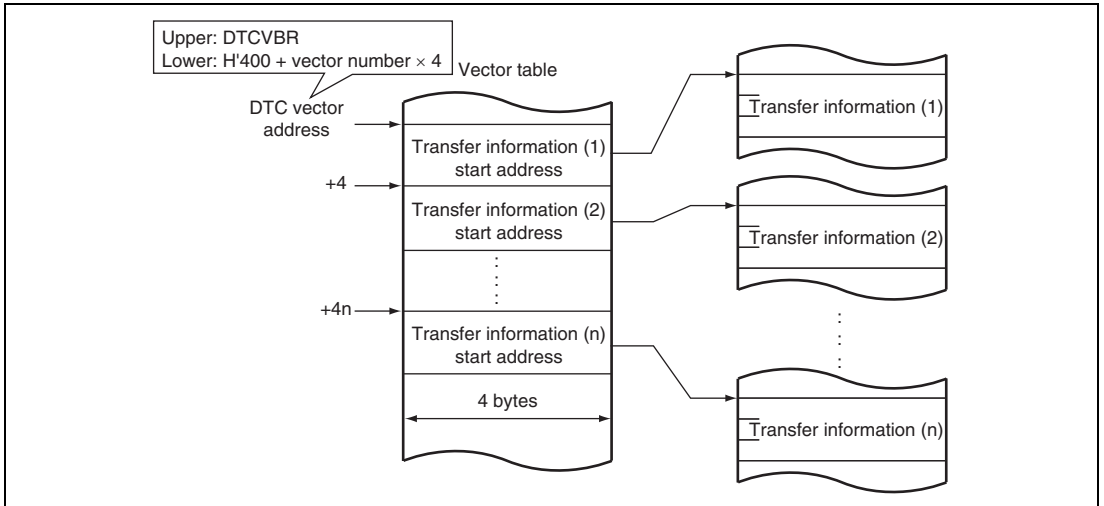 Upper: DTCVBR
Lower: H'400 + vector number × 4
Vector table
DTC vector
address
Transfer information (1)
start address
+4
Transfer information (2)
start address
+4n
Transfer information (n)
start address
4 bytes
Transfer information (1)
Transfer information (2)
Transfer information (n)